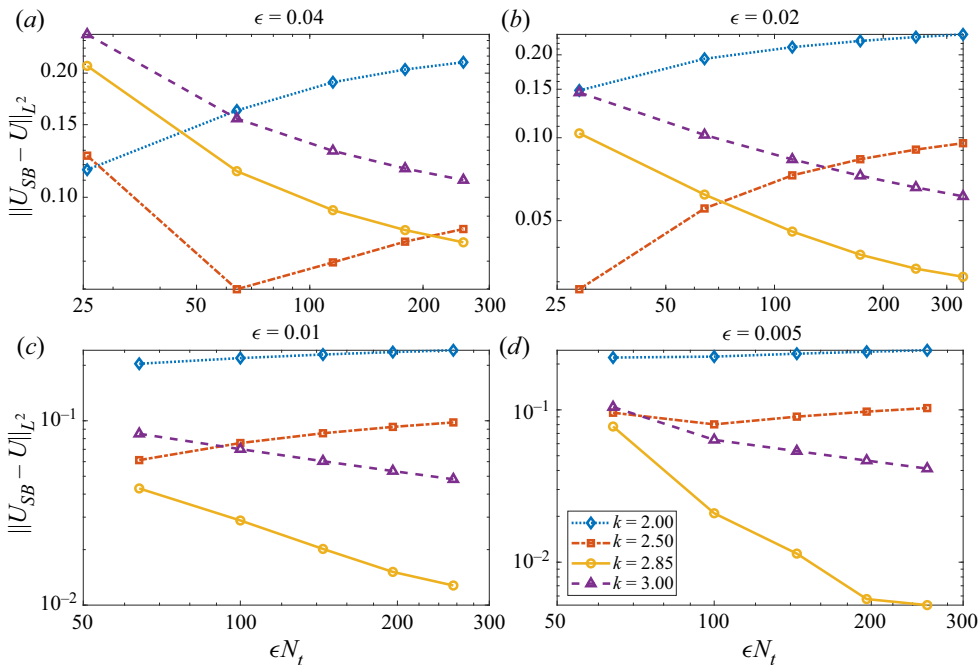 (a) ϵ = 0.04
(b) ϵ = 0.02
||U_SB − U||_L²
0.20
0.15
0.10
25 50 100 200 300
0.20
0.15
0.10
0.05
25 50 100 200 300
(c) ϵ = 0.01
(d) ϵ = 0.005
||U_SB − U||_L²
10⁻¹
10⁻²
100 200 300
ϵN_t
10⁻¹
10⁻²
100 200 300
ϵN_t
k = 2.00
k = 2.50
k = 2.85
k = 3.00